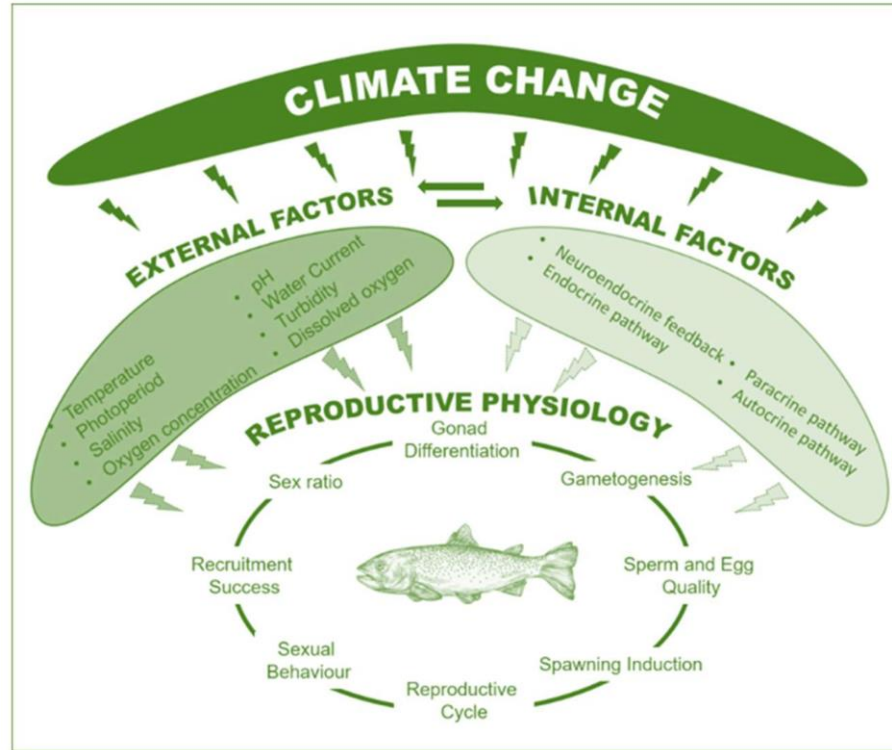 CLIMATE CHANGE
EXTERNAL FACTORS
INTERNAL FACTORS
• pH
• Water Current
• Turbidity
• Dissolved oxygen
• Temperature
• Photoperiod
• Salinity
• Oxygen concentration
• Neuroendocrine feedback
• Endocrine pathway
• Paracrine pathway
• Autocrine pathway
REPRODUCTIVE PHYSIOLOGY
Gonad
Differentiation
Sex ratio
Gametogenesis
Recruitment
Success
Sperm and Egg
Quality
Sexual
Behaviour
Spawning Induction
Reproductive
Cycle